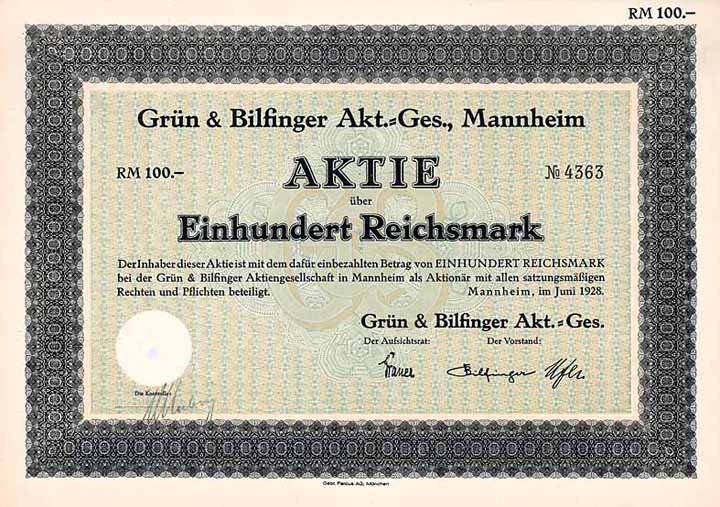 RM 100.–
Grün & Bilfinger Akt.=Ges., Mannheim
RM 100.– AKTIE № 4363
über
Einhundert Reichsmark
Der Inhaber dieser Aktie ist mit dem dafür einbezahlten Betrag von EINHUNDERT REICHSMARK
bei der Grün & Bilfinger Aktiengesellschaft in Mannheim als Aktionär mit allen satzungsmäßigen
Rechten und Pflichten beteiligt. Mannheim, im Juni 1928.
Grün & Bilfinger Akt.=Ges.
Der Aufsichtsrat: Der Vorstand:
Bilfinger
Die Kontrolle:
Gebr. Parcus AG, München